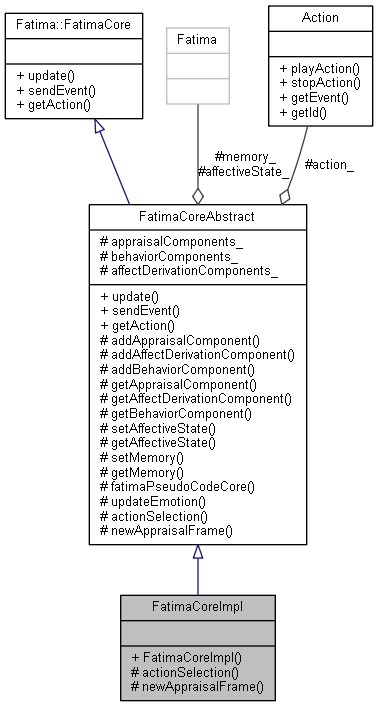 Fatima::FatimaCore
+ update()
+ sendEvent()
+ getAction()
Fatima
Action
+ playAction()
+ stopAction()
+ getEvent()
+ getId()
#memory_
#affectiveState_
#action_
FatimaCoreAbstract
# appraisalComponents_
# behaviorComponents_
# affectDerivationComponents_
+ update()
+ sendEvent()
+ getAction()
# addAppraisalComponent()
# addAffectDerivationComponent()
# addBehaviorComponent()
# getAppraisalComponent()
# getAffectDerivationComponent()
# getBehaviorComponent()
# setAffectiveState()
# getAffectiveState()
# setMemory()
# getMemory()
# fatimaPseudoCodeCore()
# updateEmotion()
# actionSelection()
# newAppraisalFrame()
FatimaCoreImpl
+ FatimaCoreImpl()
# actionSelection()
# newAppraisalFrame()